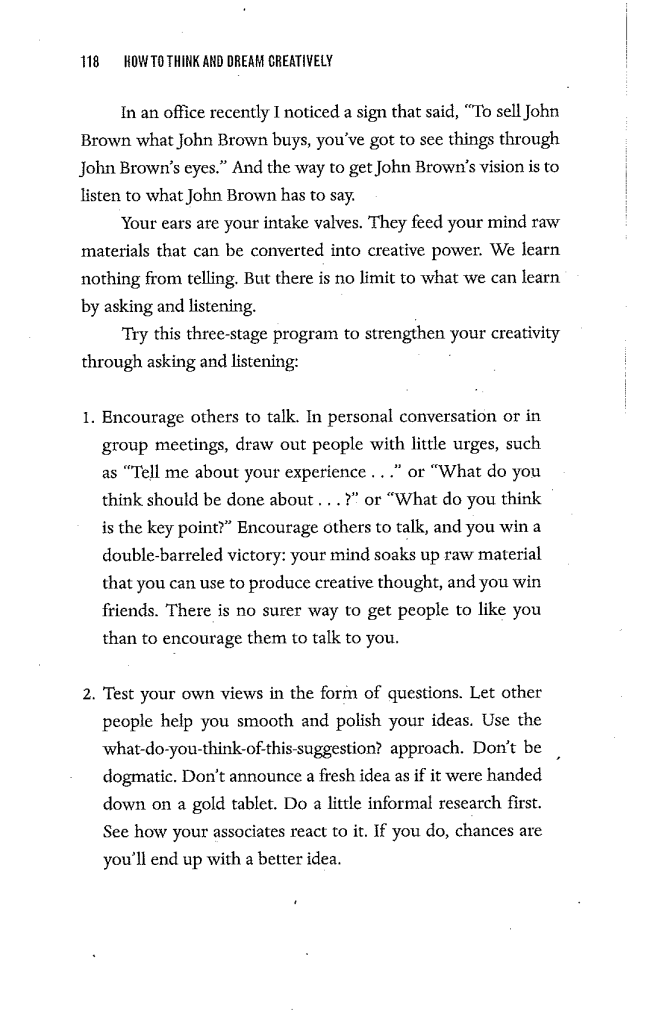 118 HOW TO THINK AND DREAM CREATIVELY
In an office recently I noticed a sign that said, “To sell John
Brown what John Brown buys, you’ve got to see things through
John Brown’s eyes.” And the way to get John Brown’s vision is to
listen to what John Brown has to say.
Your ears are your intake valves. They feed your mind raw
materials that can be converted into creative power. We learn
nothing from telling. But there is no limit to what we can learn
by asking and listening.
Try this three-stage program to strengthen your creativity
through asking and listening:
1. Encourage others to talk. In personal conversation or in
group meetings, draw out people with little urges, such
as “Tell me about your experience . . .” or “What do you
think should be done about . . . ?” or “What do you think
is the key point?” Encourage others to talk, and you win a
double-barreled victory: your mind soaks up raw material
that you can use to produce creative thought, and you win
friends. There is no surer way to get people to like you
than to encourage them to talk to you.
2. Test your own views in the form of questions. Let other
people help you smooth and polish your ideas. Use the
what-do-you-think-of-this-suggestion? approach. Don’t be
dogmatic. Don’t announce a fresh idea as if it were handed
down on a gold tablet. Do a little informal research first.
See how your associates react to it. If you do, chances are
you’ll end up with a better idea.